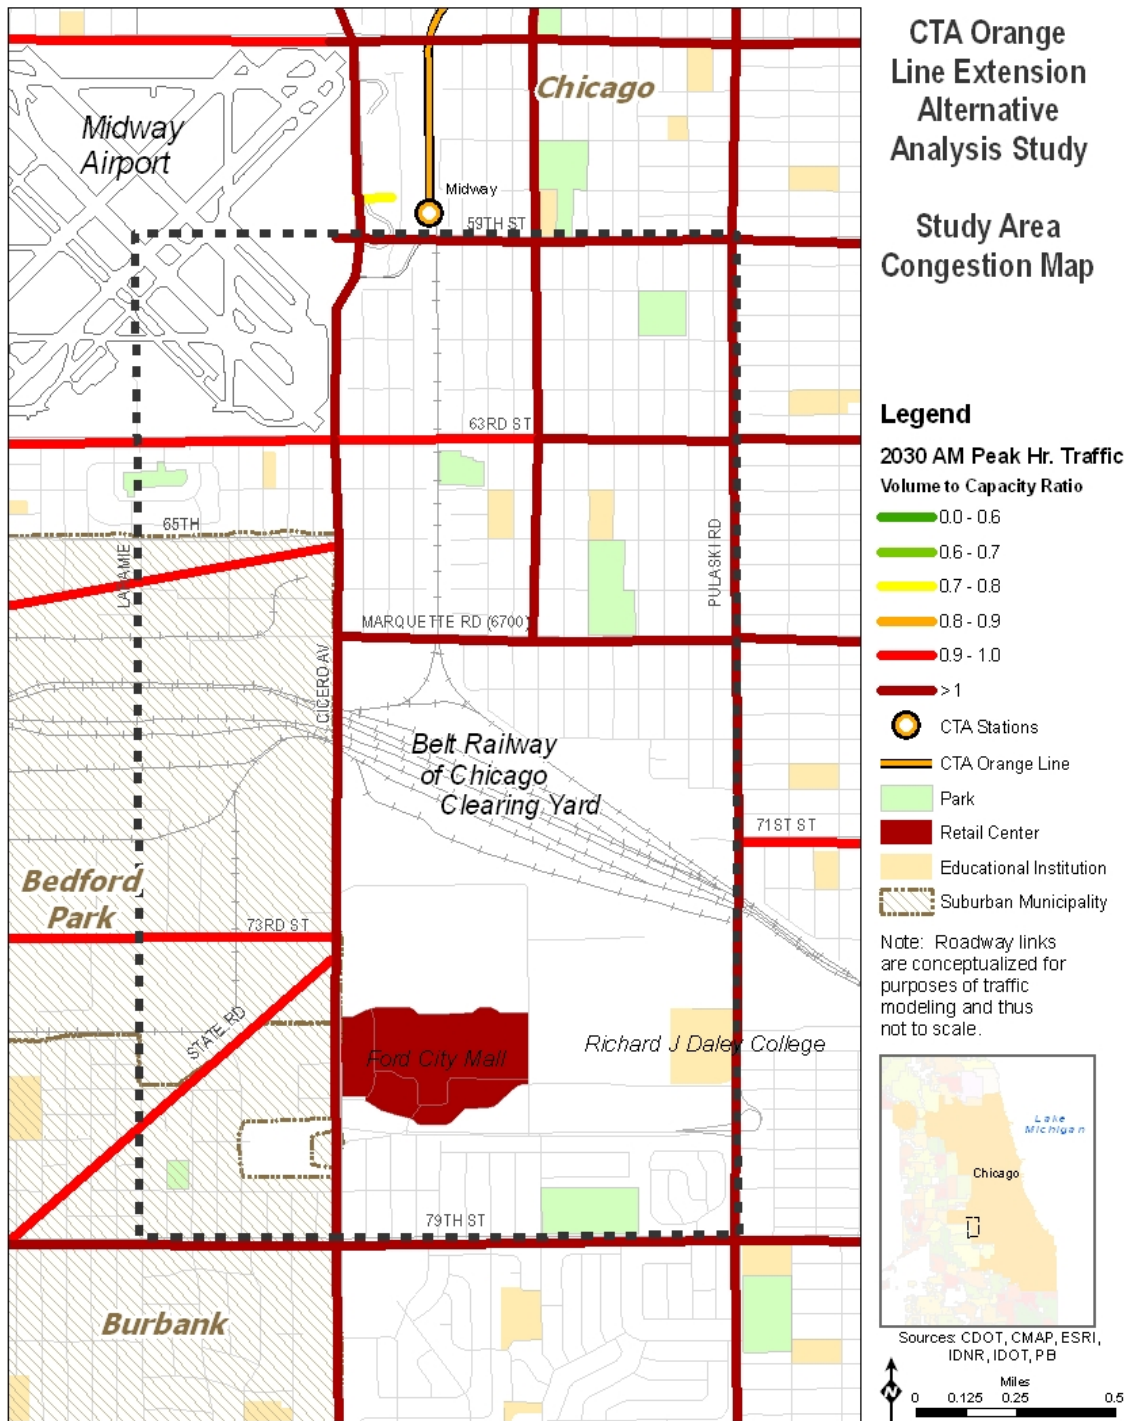 CTA Orange
Line Extension
Alternative
Analysis Study
Study Area
Congestion Map
Chicago
Midway
Airport
Midway
59TH ST
63RD ST
65TH
LARAMIE
PULASKI RD
MARQUETTE RD (6700)
CICERO AV
Belt Railway
of Chicago
Clearing Yard
71ST ST
Bedford
Park
73RD ST
STATE RD
Ford City Mall
Richard J Daley College
79TH ST
Burbank
Legend
2030 AM Peak Hr. Traffic
Volume to Capacity Ratio
0.0 - 0.6
0.6 - 0.7
0.7 - 0.8
0.8 - 0.9
0.9 - 1.0
> 1
CTA Stations
CTA Orange Line
Park
Retail Center
Educational Institution
Suburban Municipality
Note: Roadway links
are conceptualized for
purposes of traffic
modeling and thus
not to scale.
Lake
Michigan
Chicago
Sources: CDOT, CMAP, ESRI,
IDNR, IDOT, PB
N
Miles
0 0.125 0.25 0.5